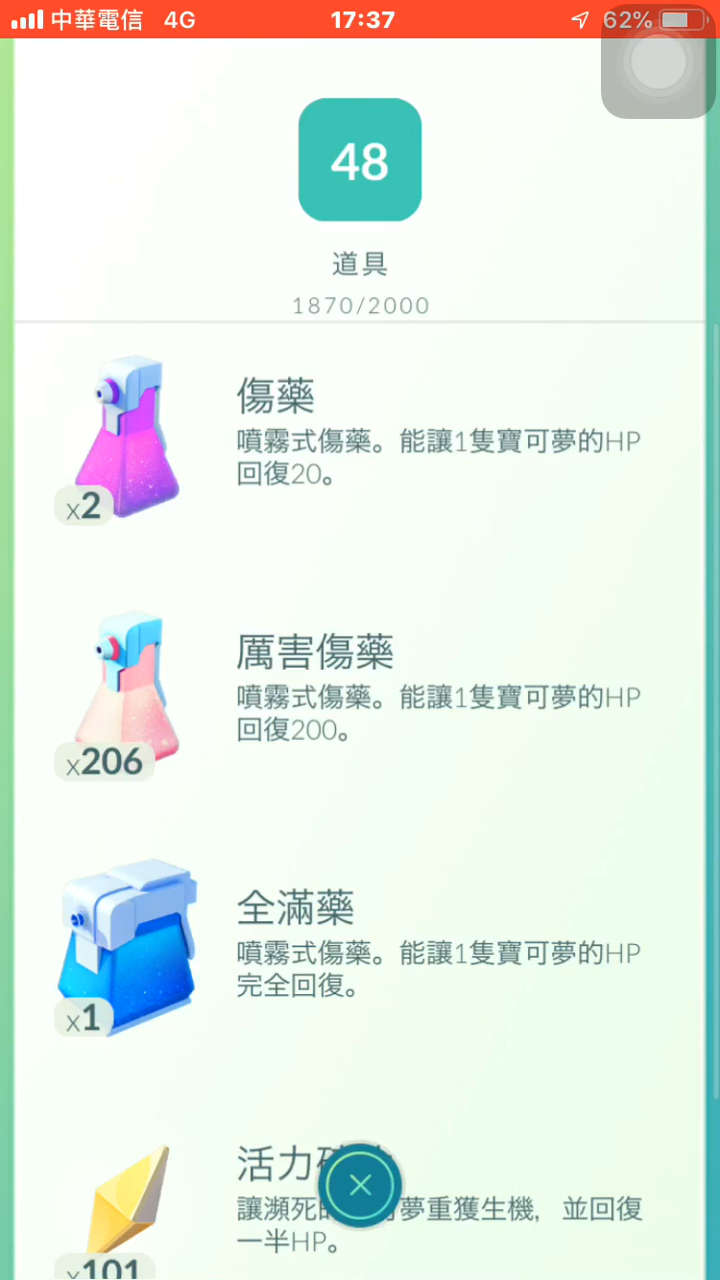 中華電信 4G 17:37 62%
48
道具
1870/2000
傷藥
噴霧式傷藥。能讓1隻寶可夢的HP
回復20。
x2
厲害傷藥
噴霧式傷藥。能讓1隻寶可夢的HP
回復200。
x206
全滿藥
噴霧式傷藥。能讓1隻寶可夢的HP
完全回復。
x1
活力
讓瀕死 夢重獲生機，並回復
一半HP。
x101